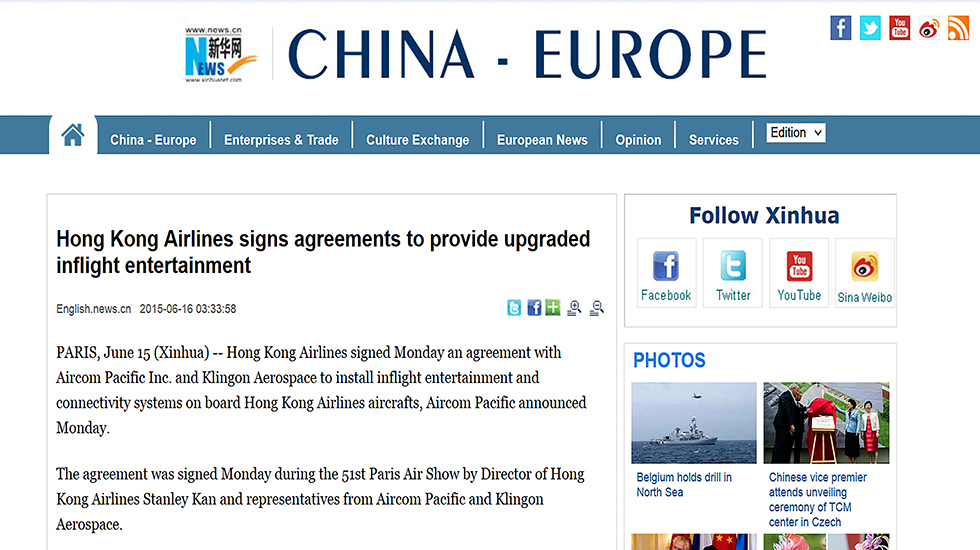 www.news.cn
新华网
NEWS
www.xinhuanet.com
CHINA - EUROPE
You
Tube
China - Europe
Enterprises & Trade
Culture Exchange
European News
Opinion
Services
Edition
Hong Kong Airlines signs agreements to provide upgraded
inflight entertainment
English.news.cn 2015-06-16 03:33:58
PARIS, June 15 (Xinhua) -- Hong Kong Airlines signed Monday an agreement with
Aircom Pacific Inc. and Klingon Aerospace to install inflight entertainment and
connectivity systems on board Hong Kong Airlines aircrafts, Aircom Pacific announced
Monday.
The agreement was signed Monday during the 51st Paris Air Show by Director of Hong
Kong Airlines Stanley Kan and representatives from Aircom Pacific and Klingon
Aerospace.
Follow Xinhua
You
Tube
Facebook
Twitter
YouTube
Sina Weibo
PHOTOS
Belgium holds drill in
North Sea
Chinese vice premier
attends unveiling
ceremony of TCM
center in Czech